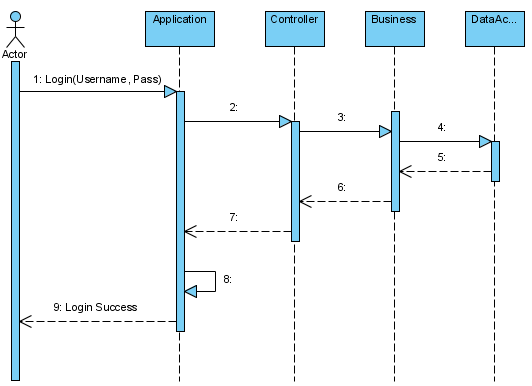 Application
Controller
Business
DataAc...
Actor
1: Login(Username, Pass)
2:
3:
4:
5:
6:
7:
8:
9: Login Success